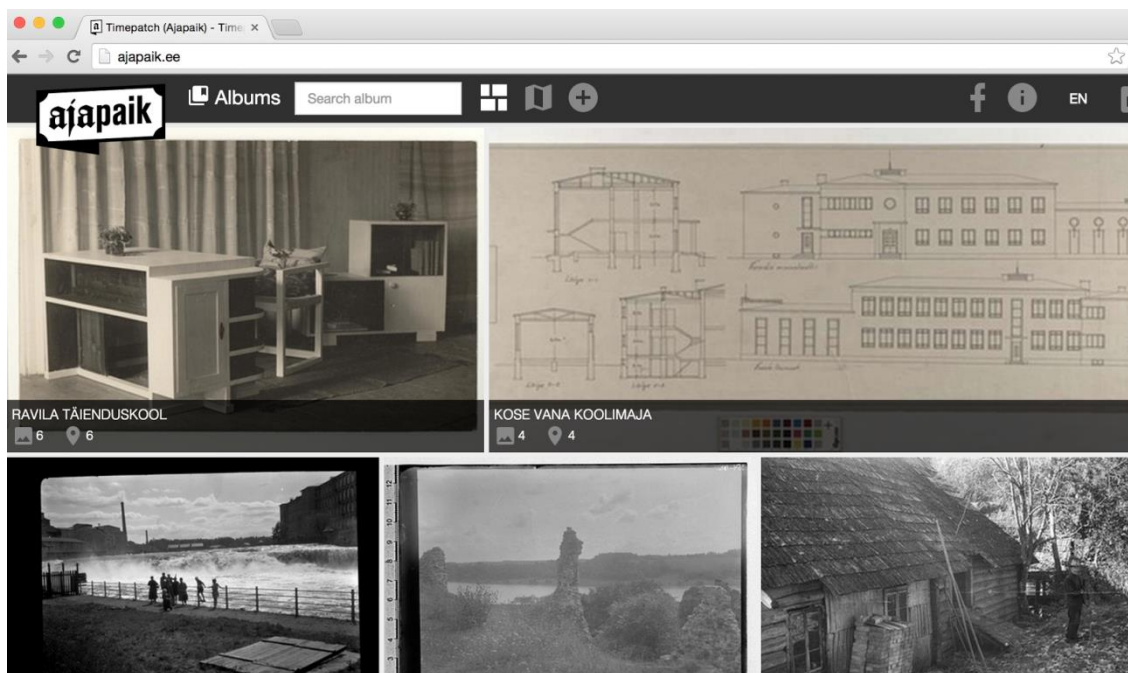 Timepatch (Ajapaik) - Time
ajapaik.ee
ajapaik
Albums
Search album
EN
RAVILA TÄIENDUSKOOL
6 6
KOSE VANA KOOLIMAJA
4 4